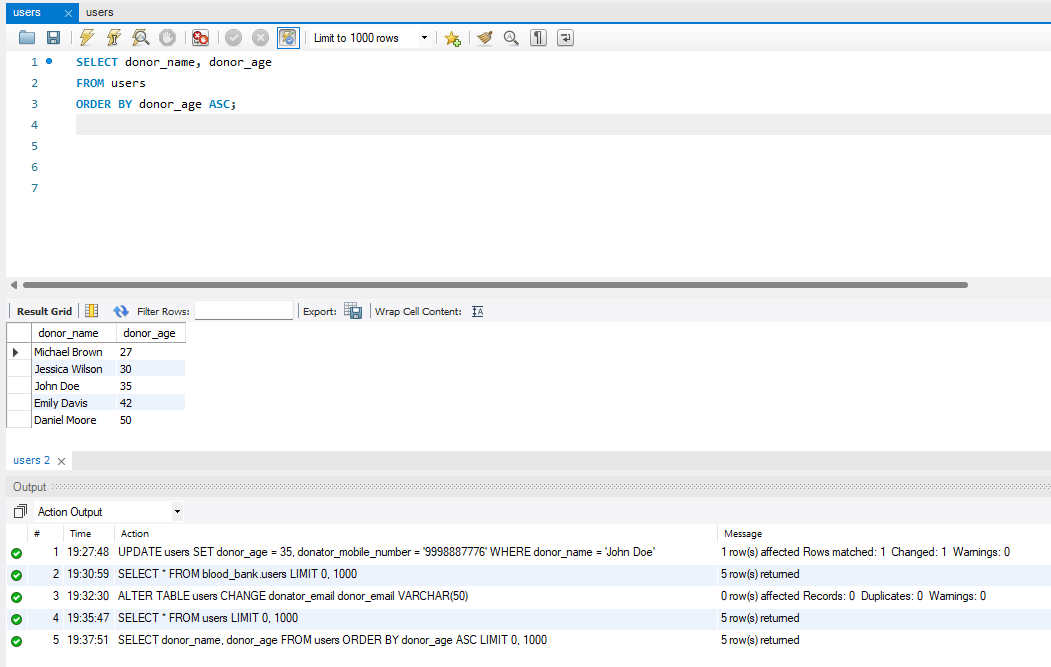 users users
Limit to 1000 rows
1 SELECT donor_name, donor_age
2 FROM users
3 ORDER BY donor_age ASC;
4
5
6
7
Result Grid Filter Rows: Export: Wrap Cell Content:
donor_name donor_age
Michael Brown 27
Jessica Wilson 30
John Doe 35
Emily Davis 42
Daniel Moore 50
users 2
Output
Action Output
# Time Action Message
1 19:27:48 UPDATE users SET donor_age = 35, donator_mobile_number = '9998887776' WHERE donor_name = 'John Doe' 1 row(s) affected Rows matched: 1 Changed: 1 Warnings: 0
2 19:30:59 SELECT * FROM blood_bank.users LIMIT 0, 1000 5 row(s) returned
3 19:32:30 ALTER TABLE users CHANGE donator_email donor_email VARCHAR(50) 0 row(s) affected Records: 0 Duplicates: 0 Warnings: 0
4 19:35:47 SELECT * FROM users LIMIT 0, 1000 5 row(s) returned
5 19:37:51 SELECT donor_name, donor_age FROM users ORDER BY donor_age ASC LIMIT 0, 1000 5 row(s) returned